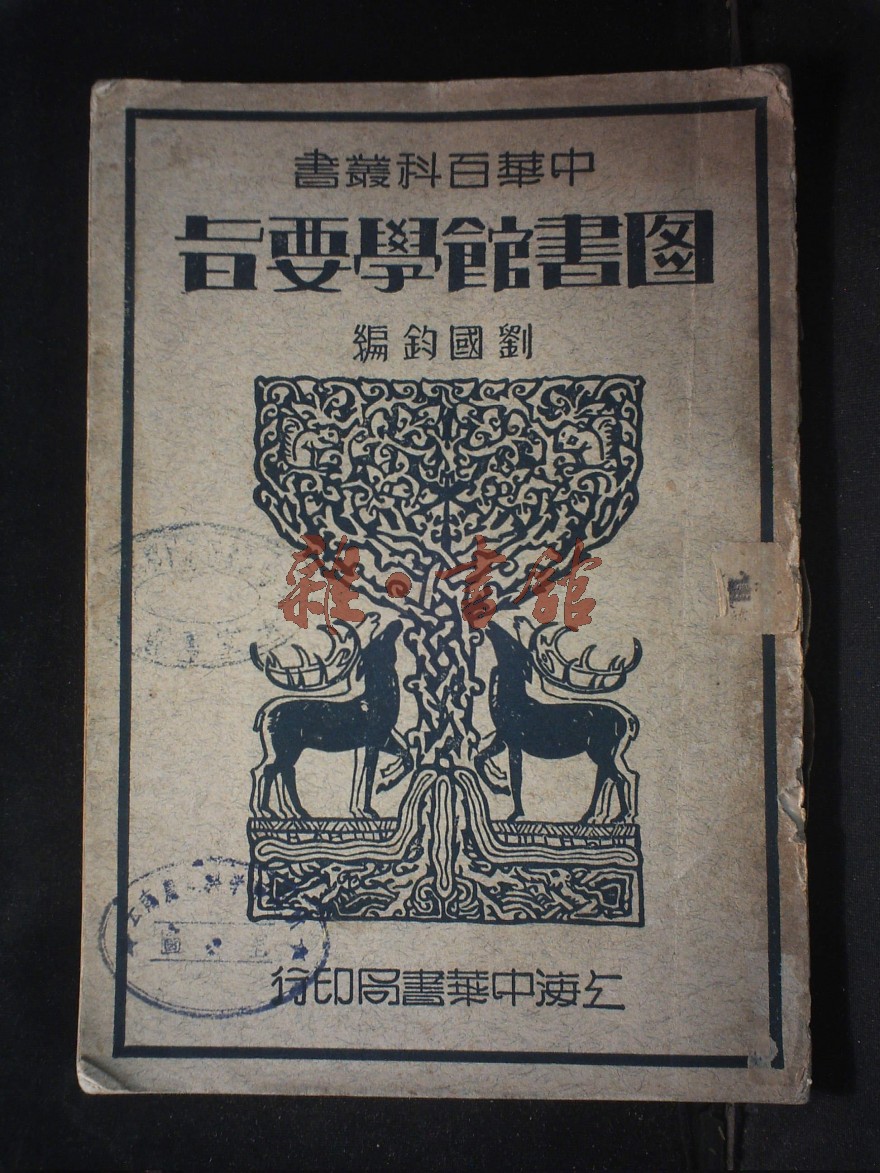 中華百科叢書
圖書館學要旨
劉國鈞編
雜·書館
上海中華書局印行